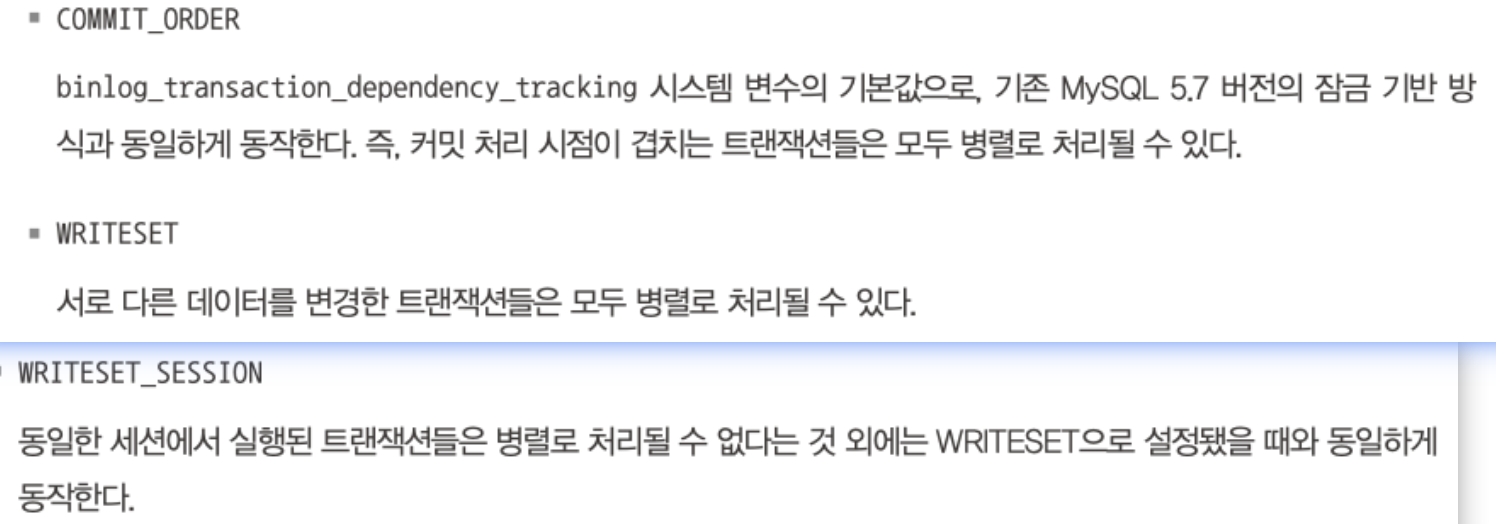 ▪ COMMIT_ORDER
binlog_transaction_dependency_tracking 시스템 변수의 기본값으로, 기존 MySQL 5.7 버전의 잠금 기반 방
식과 동일하게 동작한다. 즉, 커밋 처리 시점이 겹치는 트랜잭션들은 모두 병렬로 처리될 수 있다.
▪ WRITESET
서로 다른 데이터를 변경한 트랜잭션들은 모두 병렬로 처리될 수 있다.
WRITESET_SESSION
동일한 세션에서 실행된 트랜잭션들은 병렬로 처리될 수 없다는 것 외에는 WRITESET으로 설정됐을 때와 동일하게
동작한다.